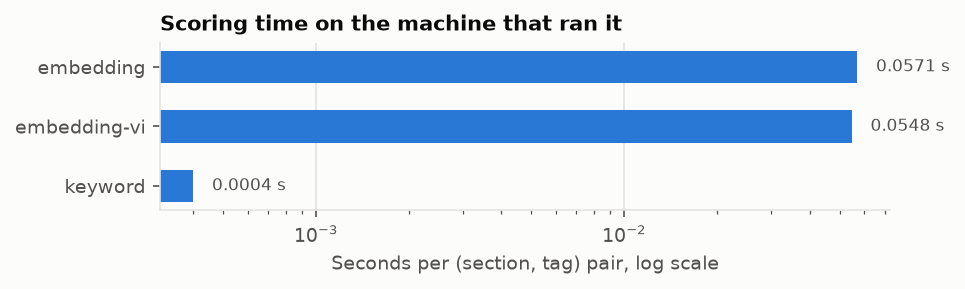 Scoring time on the machine that ran it
embedding 0.0571 s
embedding-vi 0.0548 s
keyword 0.0004 s
10⁻³ 10⁻²
Seconds per (section, tag) pair, log scale